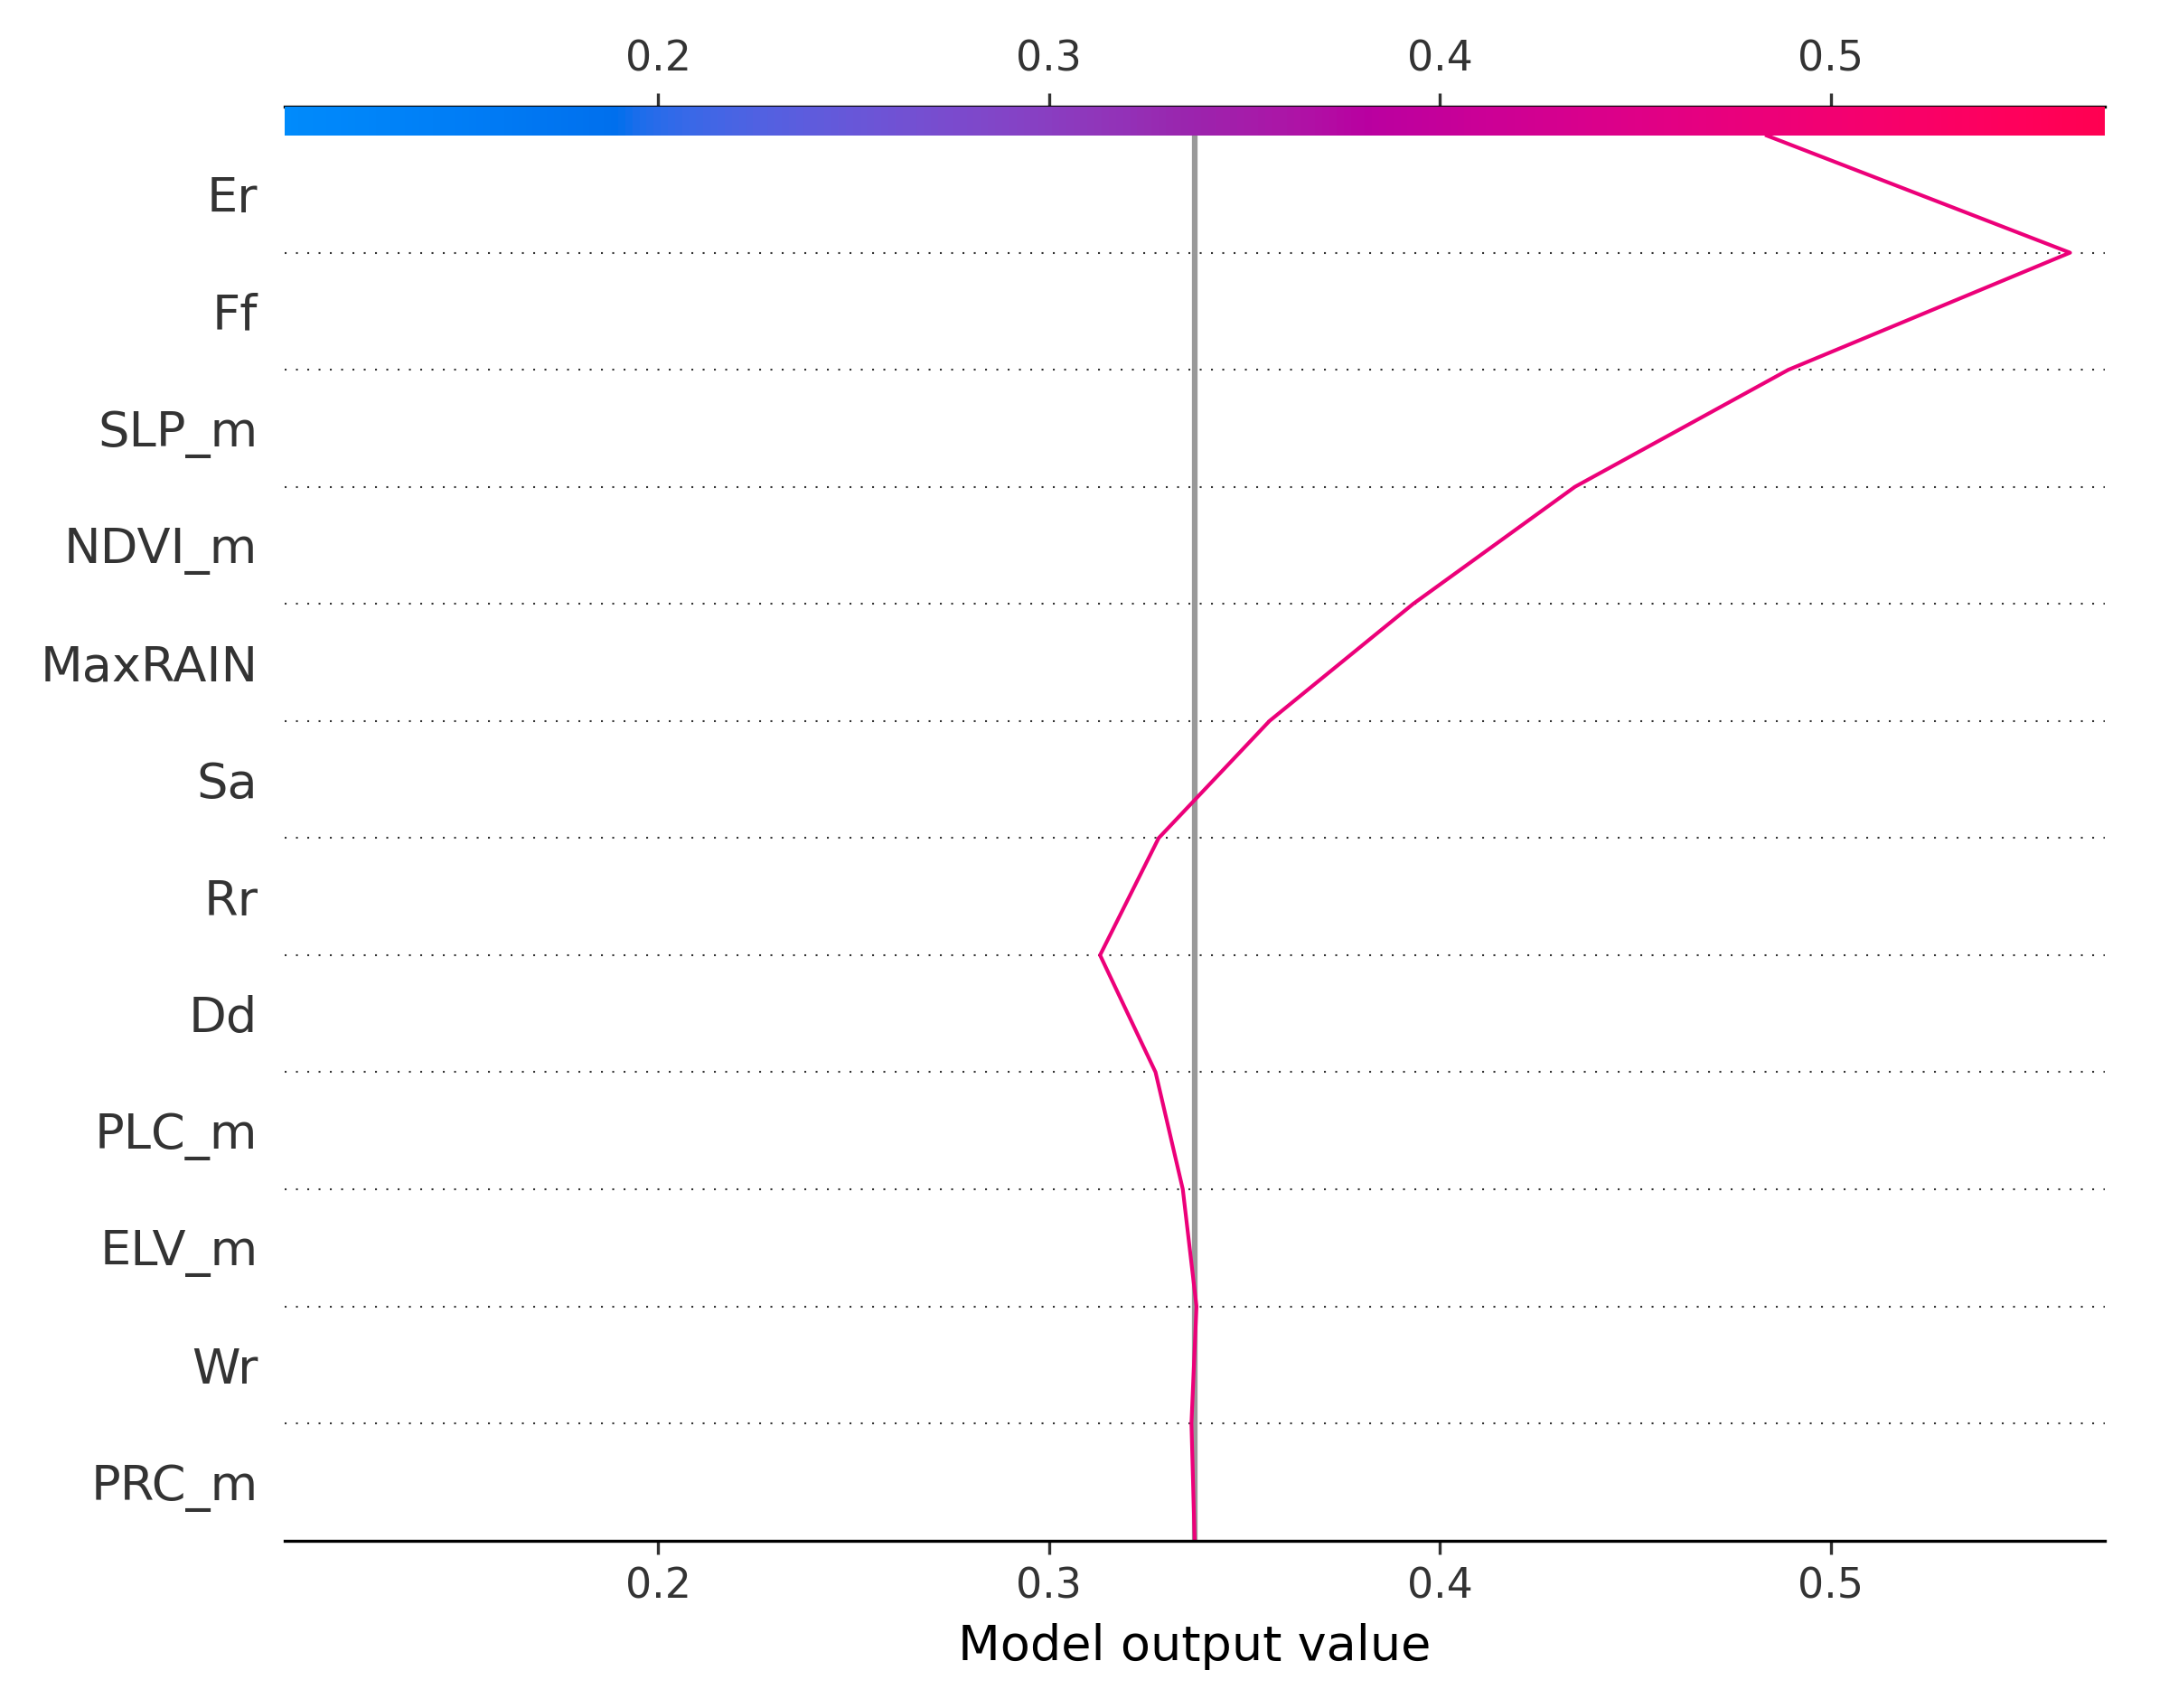 0.2 0.3 0.4 0.5
Er
Ff
SLP_m
NDVI_m
MaxRAIN
Sa
Rr
Dd
PLC_m
ELV_m
Wr
PRC_m
0.2 0.3 0.4 0.5
Model output value